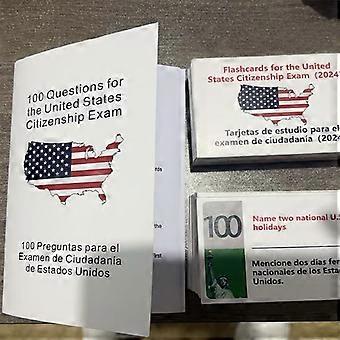 100 Questions for
the United States
Citizenship Exam
100 Preguntas para el
Examen de Ciudadanía
de Estados Unidos
Flashcards for the United
States Citizenship Exam (2024
Tarjetas de estudio para el
examen de ciudadanía (2024
100
Name two national U.S
holidays
Mencione dos días fer
nacionales de los Estad
Unidos.